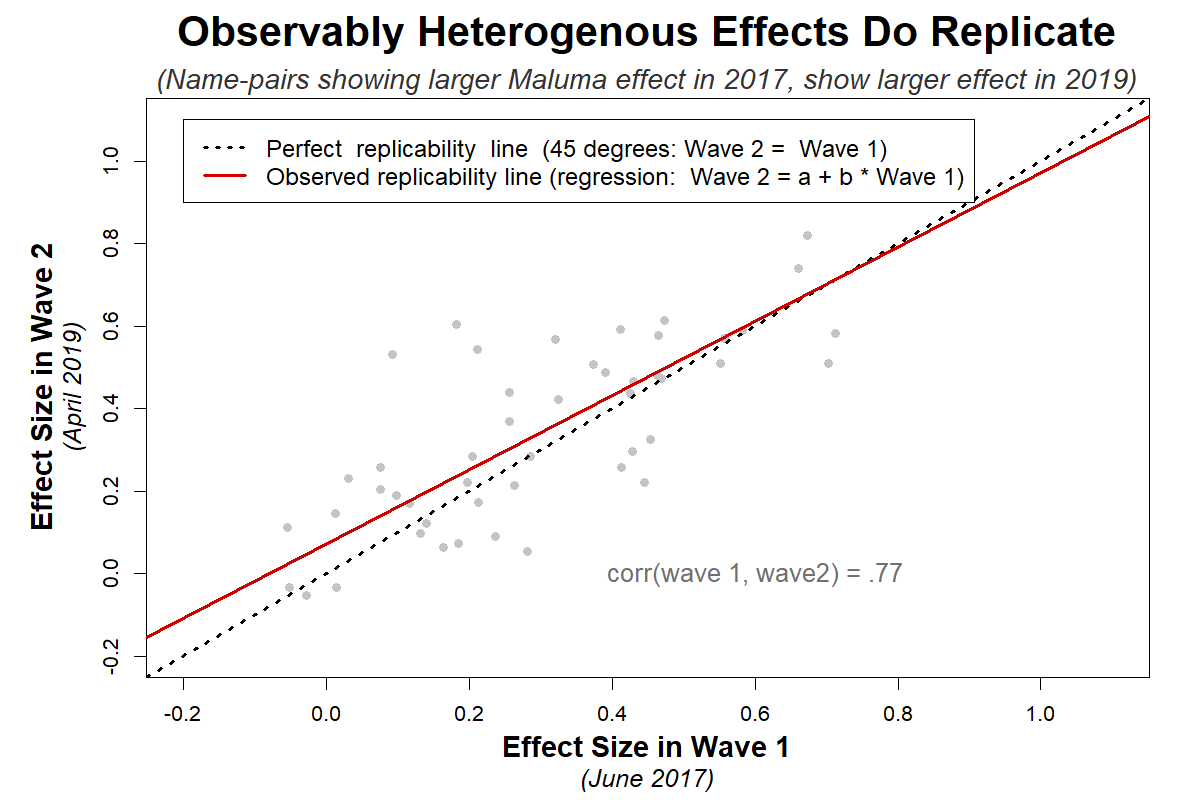 Observably Heterogenous Effects Do Replicate
(Name-pairs showing larger Maluma effect in 2017, show larger effect in 2019)
Perfect replicability line (45 degrees: Wave 2 = Wave 1)
Observed replicability line (regression: Wave 2 = a + b * Wave 1)
Effect Size in Wave 2
(April 2019)
1.0
0.8
0.6
0.4
0.2
0.0
-0.2
corr(wave 1, wave2) = .77
-0.2 0.0 0.2 0.4 0.6 0.8 1.0
Effect Size in Wave 1
(June 2017)